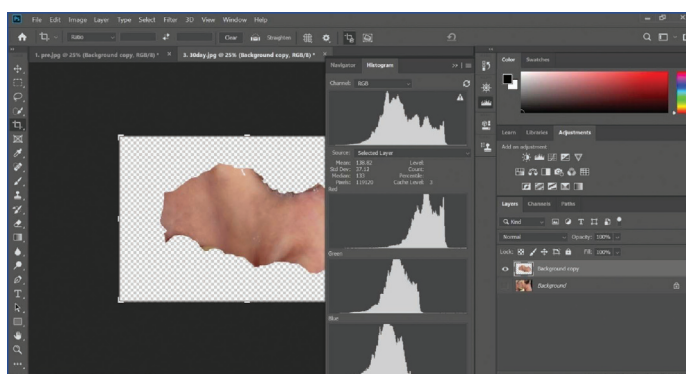 Ps File Edit Image Layer Type Select Filter 3D View Window Help
Ratio Clear Straighten
1. pre.jpg @ 25% (Background copy, RGB/8) * × 3. 30day.jpg @ 25% (Background copy, RGB/8) * ×
Navigator Histogram
Channel: RGB
Source: Selected Layer
Mean: 138.82 Level:
Std Dev: 37.12 Count:
Median: 133 Percentile:
Pixels: 119520 Cache Level: 3
Red
Green
Blue
Color Swatches
Learn Libraries Adjustments
Add an adjustment
Layers Channels Paths
Kind
Normal Opacity: 100%
Lock: Fill: 100%
Background copy
Background